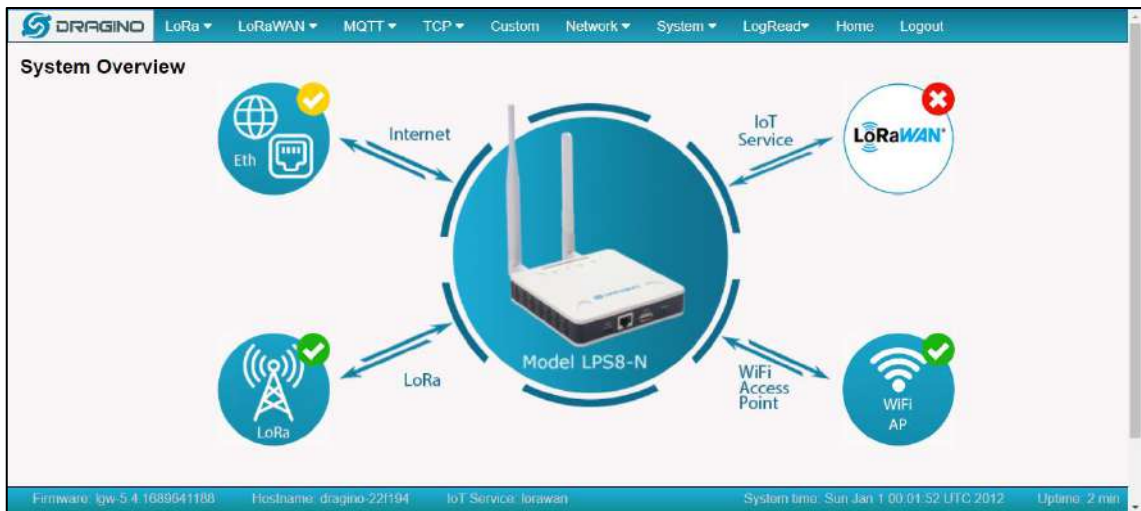 DRAGINO LoRa LoRaWAN MQTT TCP Custom Network System LogRead Home Logout
System Overview
Eth
Internet
IoT
Service
LoRaWAN
Model LPS8-N
LoRa
LoRa
WiFi
Access
Point
WiFi
AP
Firmware: lgw-5.4.1689641188 Hostname: dragino-22f194 IoT Service: lorawan System time: Sun Jan 1 00:01:52 UTC 2012 Uptime: 2 min